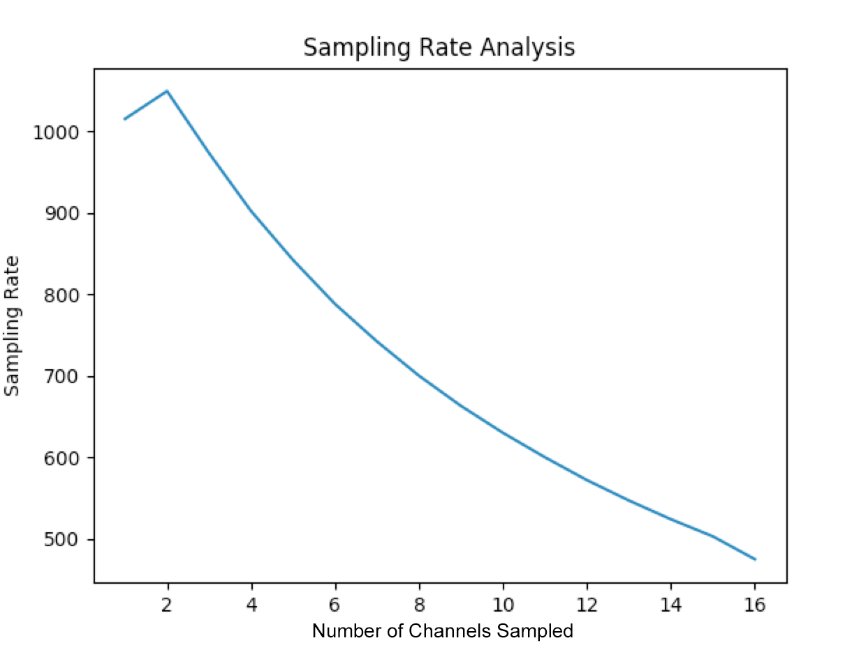 Sampling Rate Analysis
1000
900
800
700
600
500
Sampling Rate
2 4 6 8 10 12 14 16
Number of Channels Sampled